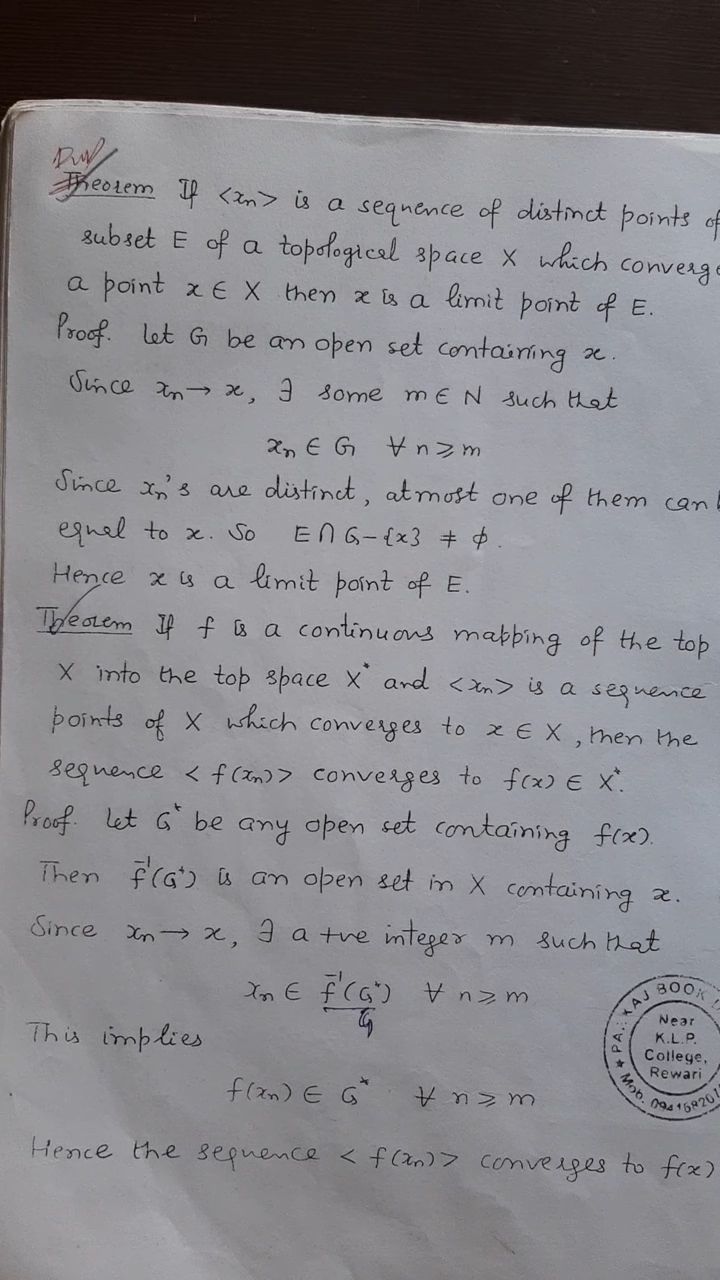 Theorem If <xn> is a sequence of distinct points of
subset E of a topological space X which converge
a point x ∈ X then x is a limit point of E.
Proof. Let G be an open set containing x.
Since xn → x, ∃ some m ∈ N such that
xn ∈ G ∀ n ≥ m
Since xn's are distinct, atmost one of them can
equal to x. So E ∩ G - {x} ≠ φ.
Hence x is a limit point of E.
Theorem If f is a continuous mapping of the top
X into the top space X* and <xn> is a sequence
points of X which converges to x ∈ X, then the
sequence <f(xn)> converges to f(x) ∈ X*.
Proof. Let G* be any open set containing f(x).
Then f⁻¹(G*) is an open set in X containing x.
Since xn → x, ∃ a +ve integer m such that
xn ∈ f⁻¹(G*) ∀ n ≥ m
G
This implies
f(xn) ∈ G* ∀ n ≥ m
Hence the sequence <f(xn)> converges to f(x)
BOOK
Near
K.L.P.
College,
Rewari
Mob.